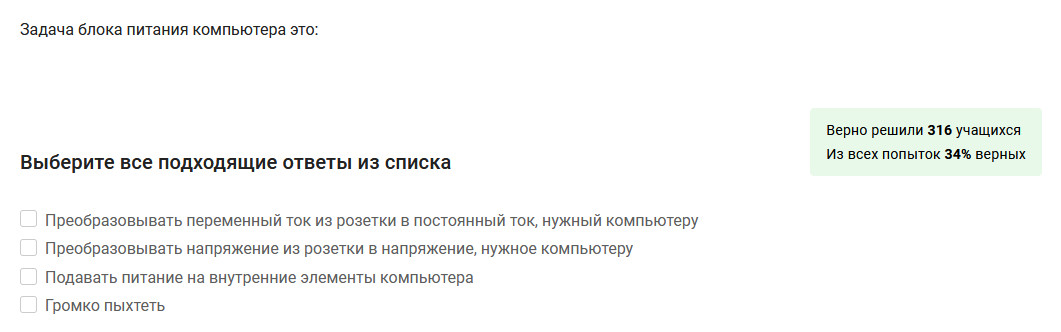 Задача блока питания компьютера это:
Верно решили 316 учащихся
Из всех попыток 34% верных
Выберите все подходящие ответы из списка
Преобразовывать переменный ток из розетки в постоянный ток, нужный компьютеру
Преобразовывать напряжение из розетки в напряжение, нужное компьютеру
Подавать питание на внутренние элементы компьютера
Громко пыхтеть